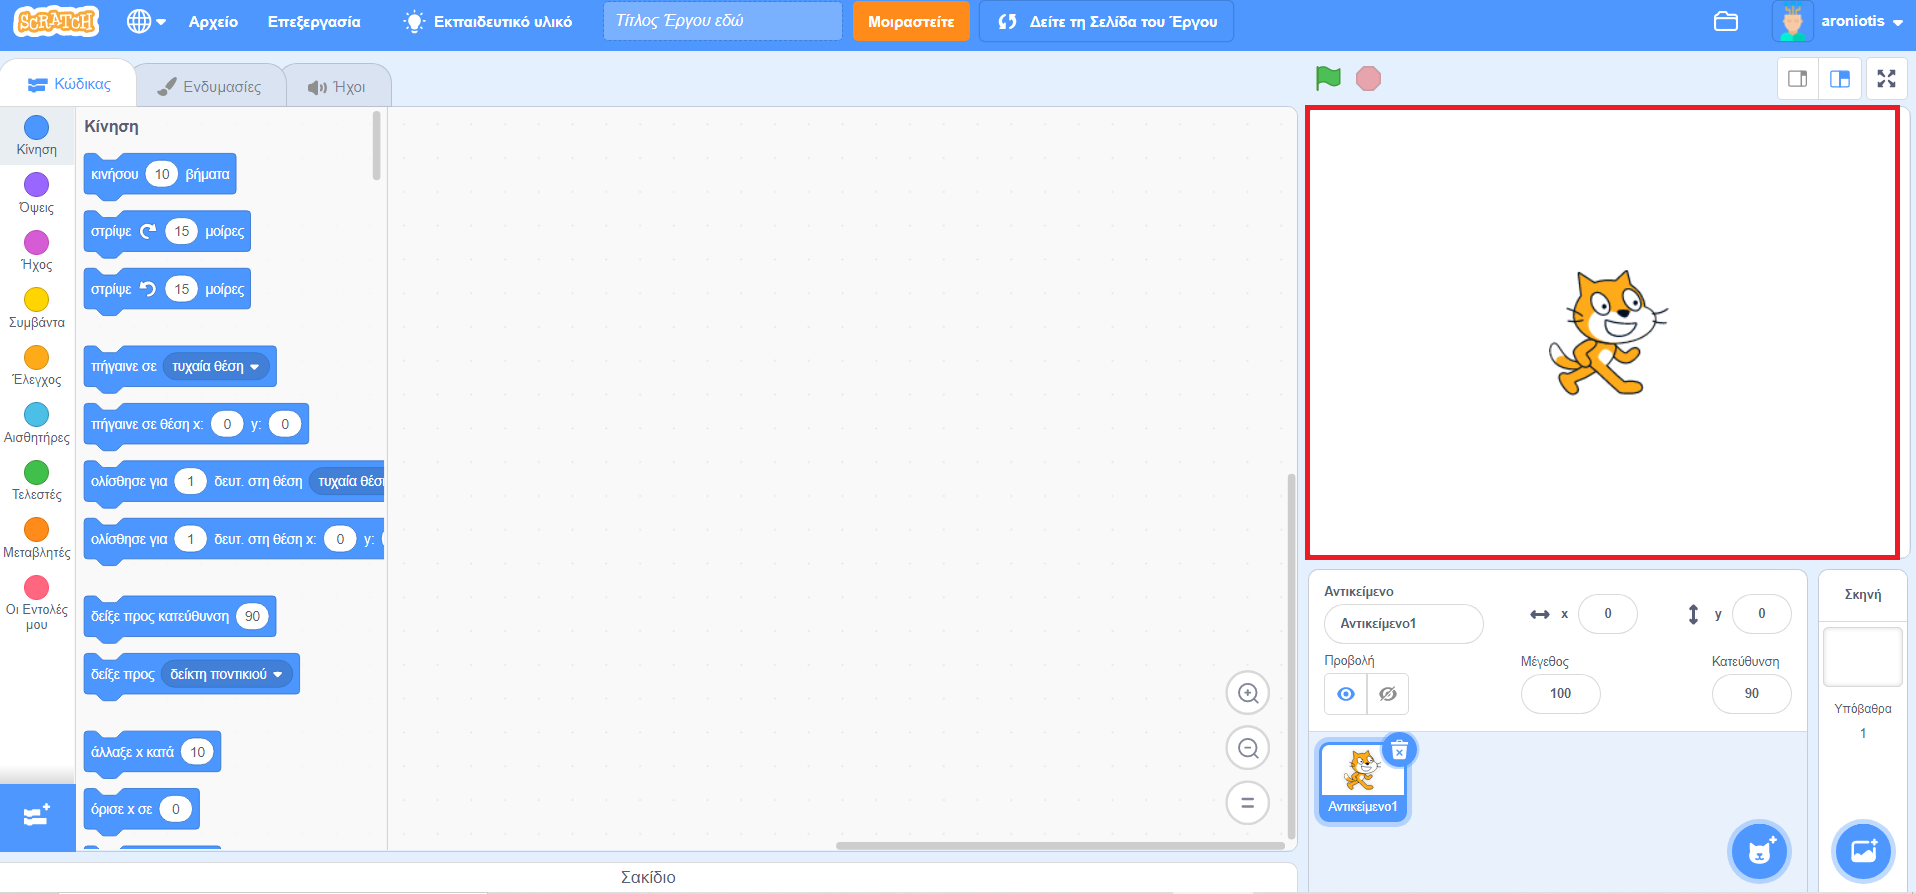 SCRATCH Αρχείο Επεξεργασία Εκπαιδευτικό υλικό Τίτλος Έργου εδώ Μοιραστείτε Δείτε τη Σελίδα του Έργου aroniotis
Κώδικας Ενδυμασίες Ήχοι
Κίνηση
Όψεις
Ήχος
Συμβάντα
Έλεγχος
Αισθητήρες
Τελεστές
Μεταβλητές
Οι Εντολές
μου
Κίνηση
κινήσου 10 βήματα
στρίψε 15 μοίρες
στρίψε 15 μοίρες
πήγαινε σε τυχαία θέση
πήγαινε σε θέση x: 0 y: 0
ολίσθησε για 1 δευτ. στη θέση τυχαία θέση
ολίσθησε για 1 δευτ. στη θέση x: 0 y:
δείξε προς κατεύθυνση 90
δείξε προς δείκτη ποντικιού
άλλαξε x κατά 10
όρισε x σε 0
Σακίδιο
Αντικείμενο
Αντικείμενο1 x 0 y 0
Προβολή Μέγεθος Κατεύθυνση
100 90
Αντικείμενο1
Σκηνή
Υπόβαθρα
1